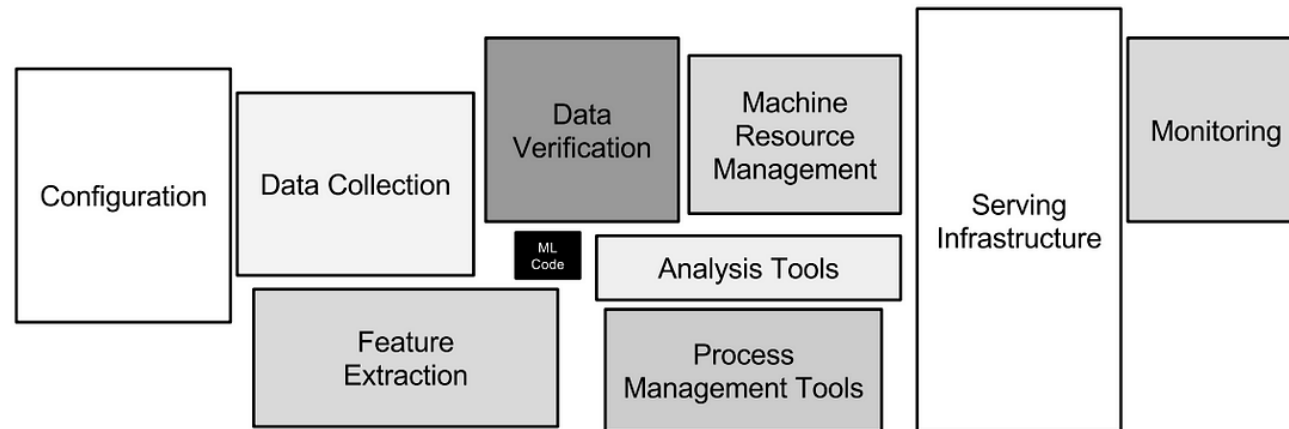 Configuration
Data Collection
Data
Verification
Machine
Resource
Management
Serving
Infrastructure
Monitoring
ML
Code
Analysis Tools
Feature
Extraction
Process
Management Tools